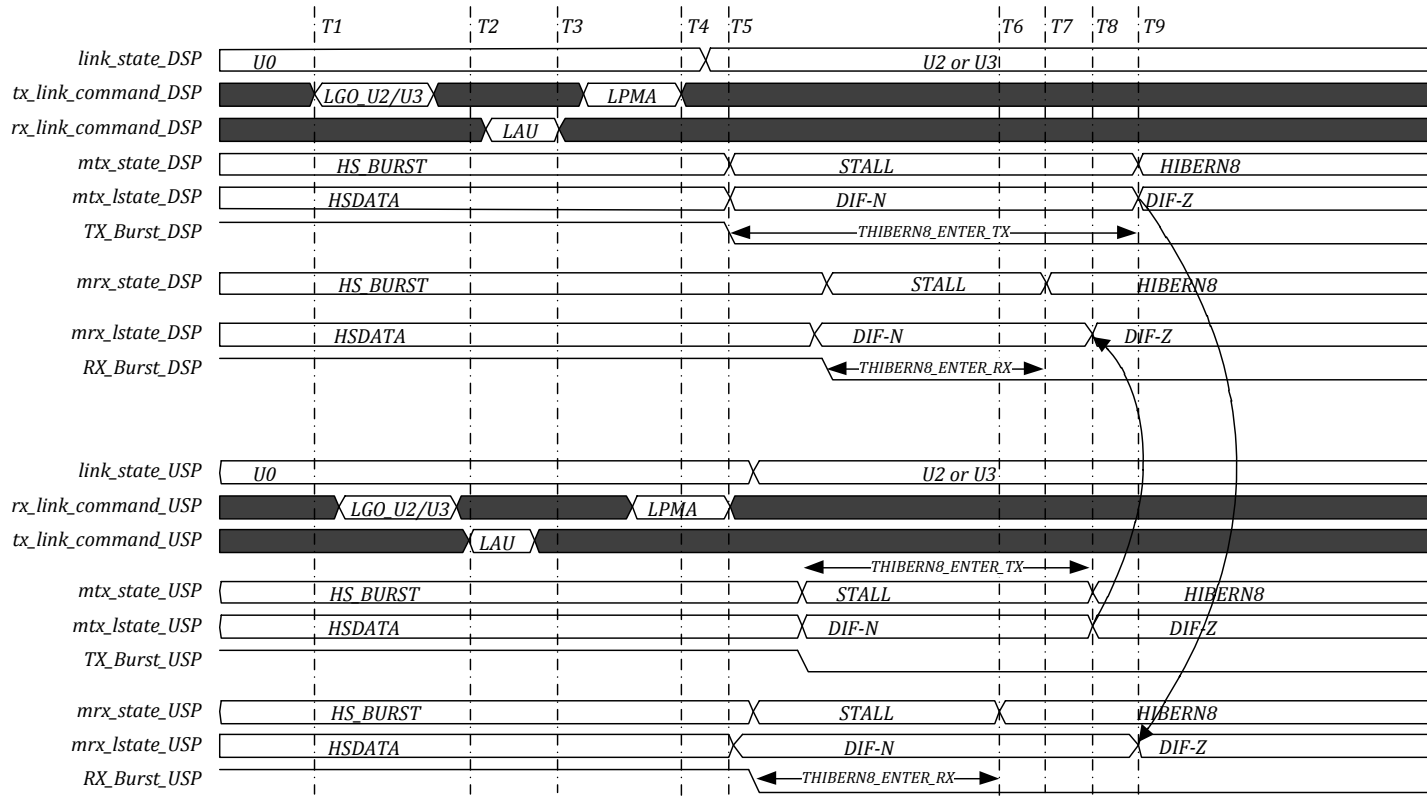 T1 T2 T3 T4 T5 T6 T7 T8 T9
link_state_DSP U0 U2 or U3
tx_link_command_DSP LGO_U2/U3 LPMA
rx_link_command_DSP LAU
mtx_state_DSP HS_BURST STALL HIBERN8
mtx_lstate_DSP HSDATA DIF-N DIF-Z
TX_Burst_DSP THIBERN8_ENTER_TX
mrx_state_DSP HS_BURST STALL HIBERN8
mrx_lstate_DSP HSDATA DIF-N DIF-Z
RX_Burst_DSP THIBERN8_ENTER_RX
link_state_USP U0 U2 or U3
rx_link_command_USP LGO_U2/U3 LPMA
tx_link_command_USP LAU
THIBERN8_ENTER_TX
mtx_state_USP HS_BURST STALL HIBERN8
mtx_lstate_USP HSDATA DIF-N DIF-Z
TX_Burst_USP
mrx_state_USP HS_BURST STALL HIBERN8
mrx_lstate_USP HSDATA DIF-N DIF-Z
RX_Burst_USP THIBERN8_ENTER_RX